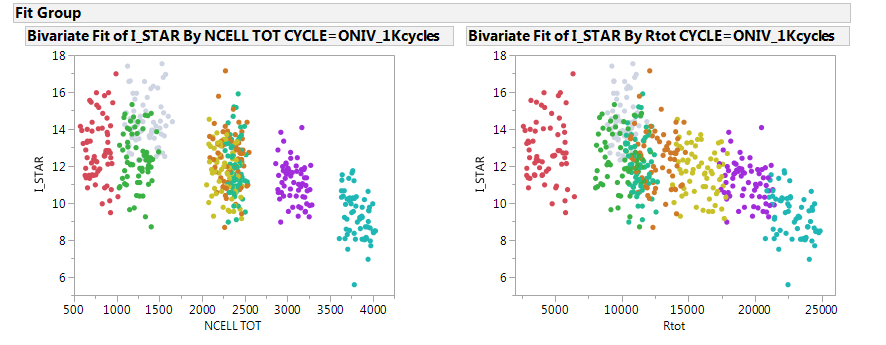 Fit Group
Bivariate Fit of I_STAR By NCELL TOT CYCLE=ONIV_1Kcycles
18
16
14
12
10
8
6
I_STAR
500 1000 1500 2000 2500 3000 3500 4000
NCELL TOT
Bivariate Fit of I_STAR By Rtot CYCLE=ONIV_1Kcycles
18
16
14
12
10
8
6
I_STAR
5000 10000 15000 20000 25000
Rtot